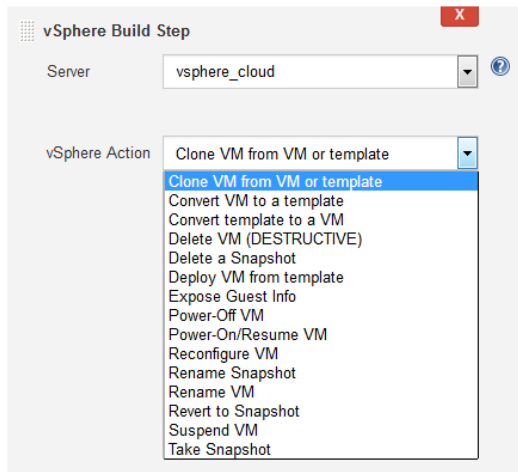 X
vSphere Build Step
Server
vsphere_cloud
?
vSphere Action
Clone VM from VM or template
Clone VM from VM or template
Convert VM to a template
Convert template to a VM
Delete VM (DESTRUCTIVE)
Delete a Snapshot
Deploy VM from template
Expose Guest Info
Power-Off VM
Power-On/Resume VM
Reconfigure VM
Rename Snapshot
Rename VM
Revert to Snapshot
Suspend VM
Take Snapshot